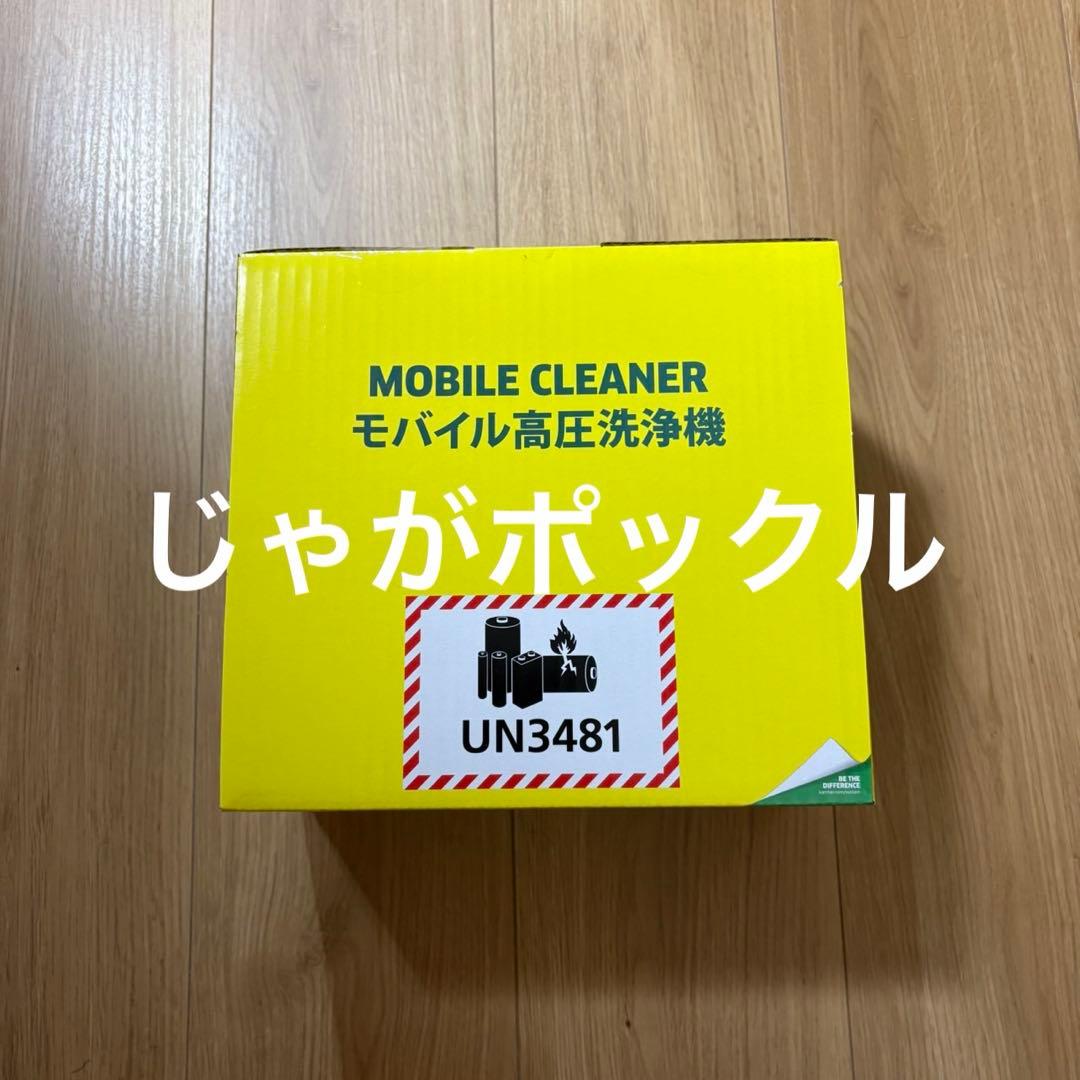 MOBILE CLEANER
モバイル高圧洗浄機
じゃがポックル
UN3481
BE THE
DIFFERENCE